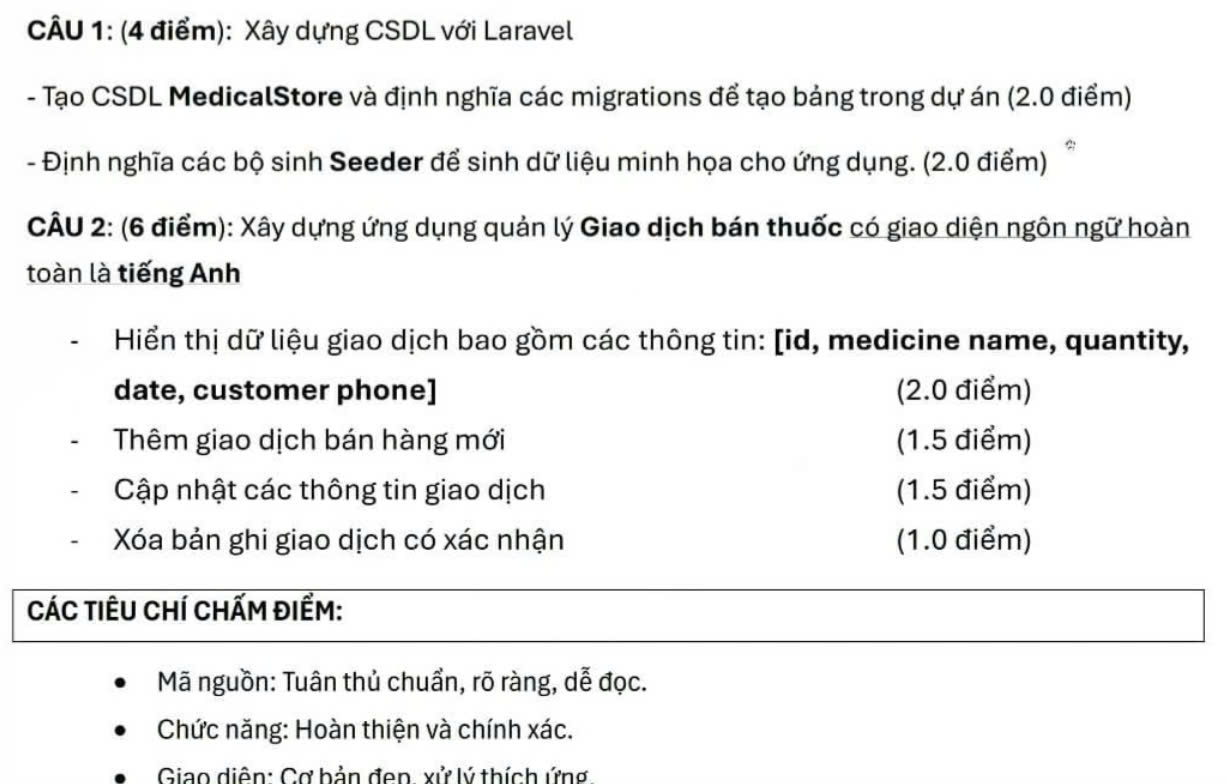 CÂU 1: (4 điểm): Xây dựng CSDL với Laravel
- Tạo CSDL MedicalStore và định nghĩa các migrations để tạo bảng trong dự án (2.0 điểm)
- Định nghĩa các bộ sinh Seeder để sinh dữ liệu minh họa cho ứng dụng. (2.0 điểm)
CÂU 2: (6 điểm): Xây dựng ứng dụng quản lý Giao dịch bán thuốc có giao diện ngôn ngữ hoàn
toàn là tiếng Anh
- Hiển thị dữ liệu giao dịch bao gồm các thông tin: [id, medicine name, quantity,
date, customer phone] (2.0 điểm)
- Thêm giao dịch bán hàng mới (1.5 điểm)
- Cập nhật các thông tin giao dịch (1.5 điểm)
- Xóa bản ghi giao dịch có xác nhận (1.0 điểm)
CÁC TIÊU CHÍ CHẤM ĐIỂM:
• Mã nguồn: Tuân thủ chuẩn, rõ ràng, dễ đọc.
• Chức năng: Hoàn thiện và chính xác.
• Giao diện: Cơ bản đẹp, xử lý thích ứng.